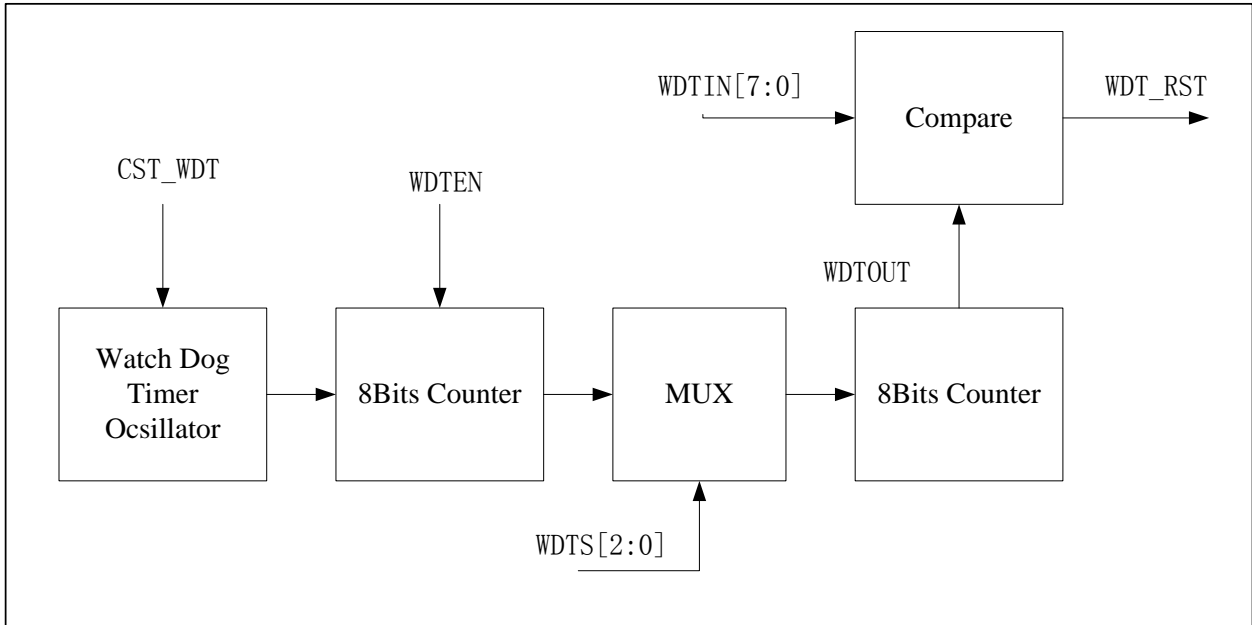 WDTIN[7:0]
Compare
WDT_RST
CST_WDT
WDTEN
WDTOUT
Watch Dog
Timer
Ocsillator
8Bits Counter
MUX
8Bits Counter
WDTS[2:0]